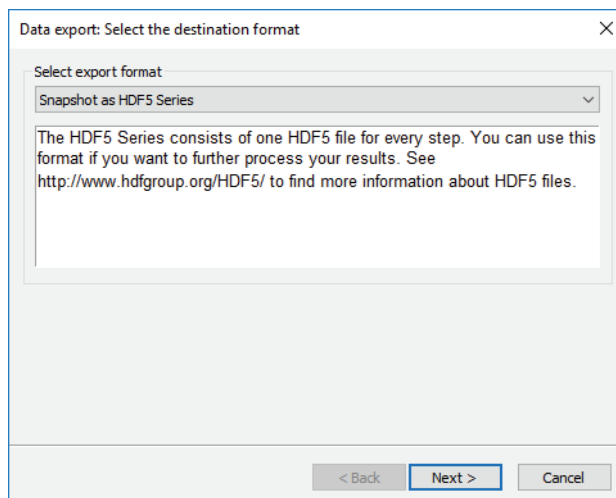 Data export: Select the destination format
Select export format
Snapshot as HDF5 Series
The HDF5 Series consists of one HDF5 file for every step. You can use this
format if you want to further process your results. See
http://www.hdfgroup.org/HDF5/ to find more information about HDF5 files.
< Back Next > Cancel